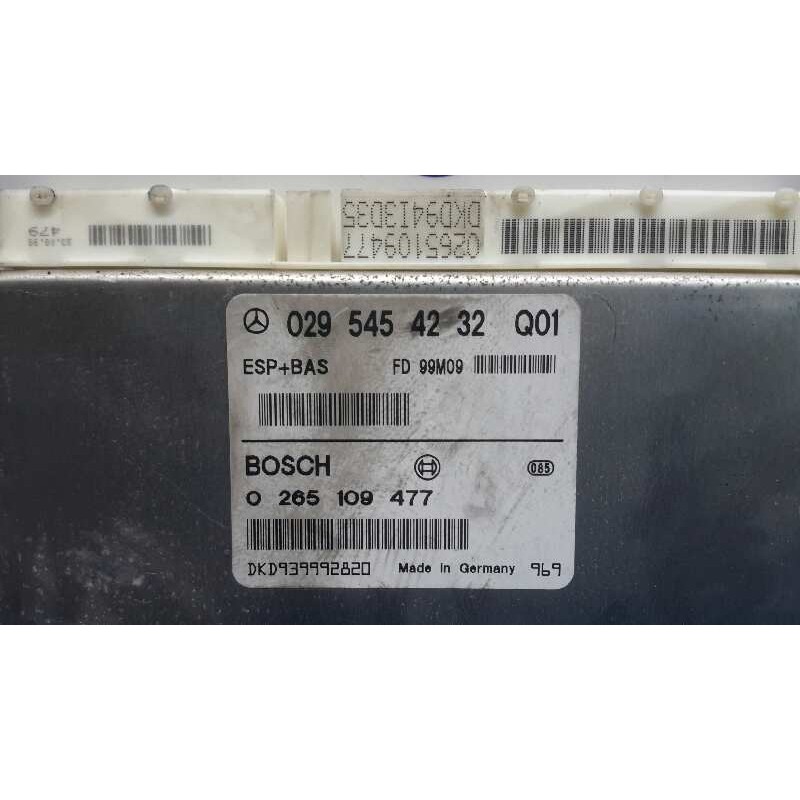 479
0265109477
DKD9413D35
029 545 42 32 Q01
ESP+BAS FD 99M09
BOSCH
085
0 265 109 477
DKD939992820 Made in Germany 969